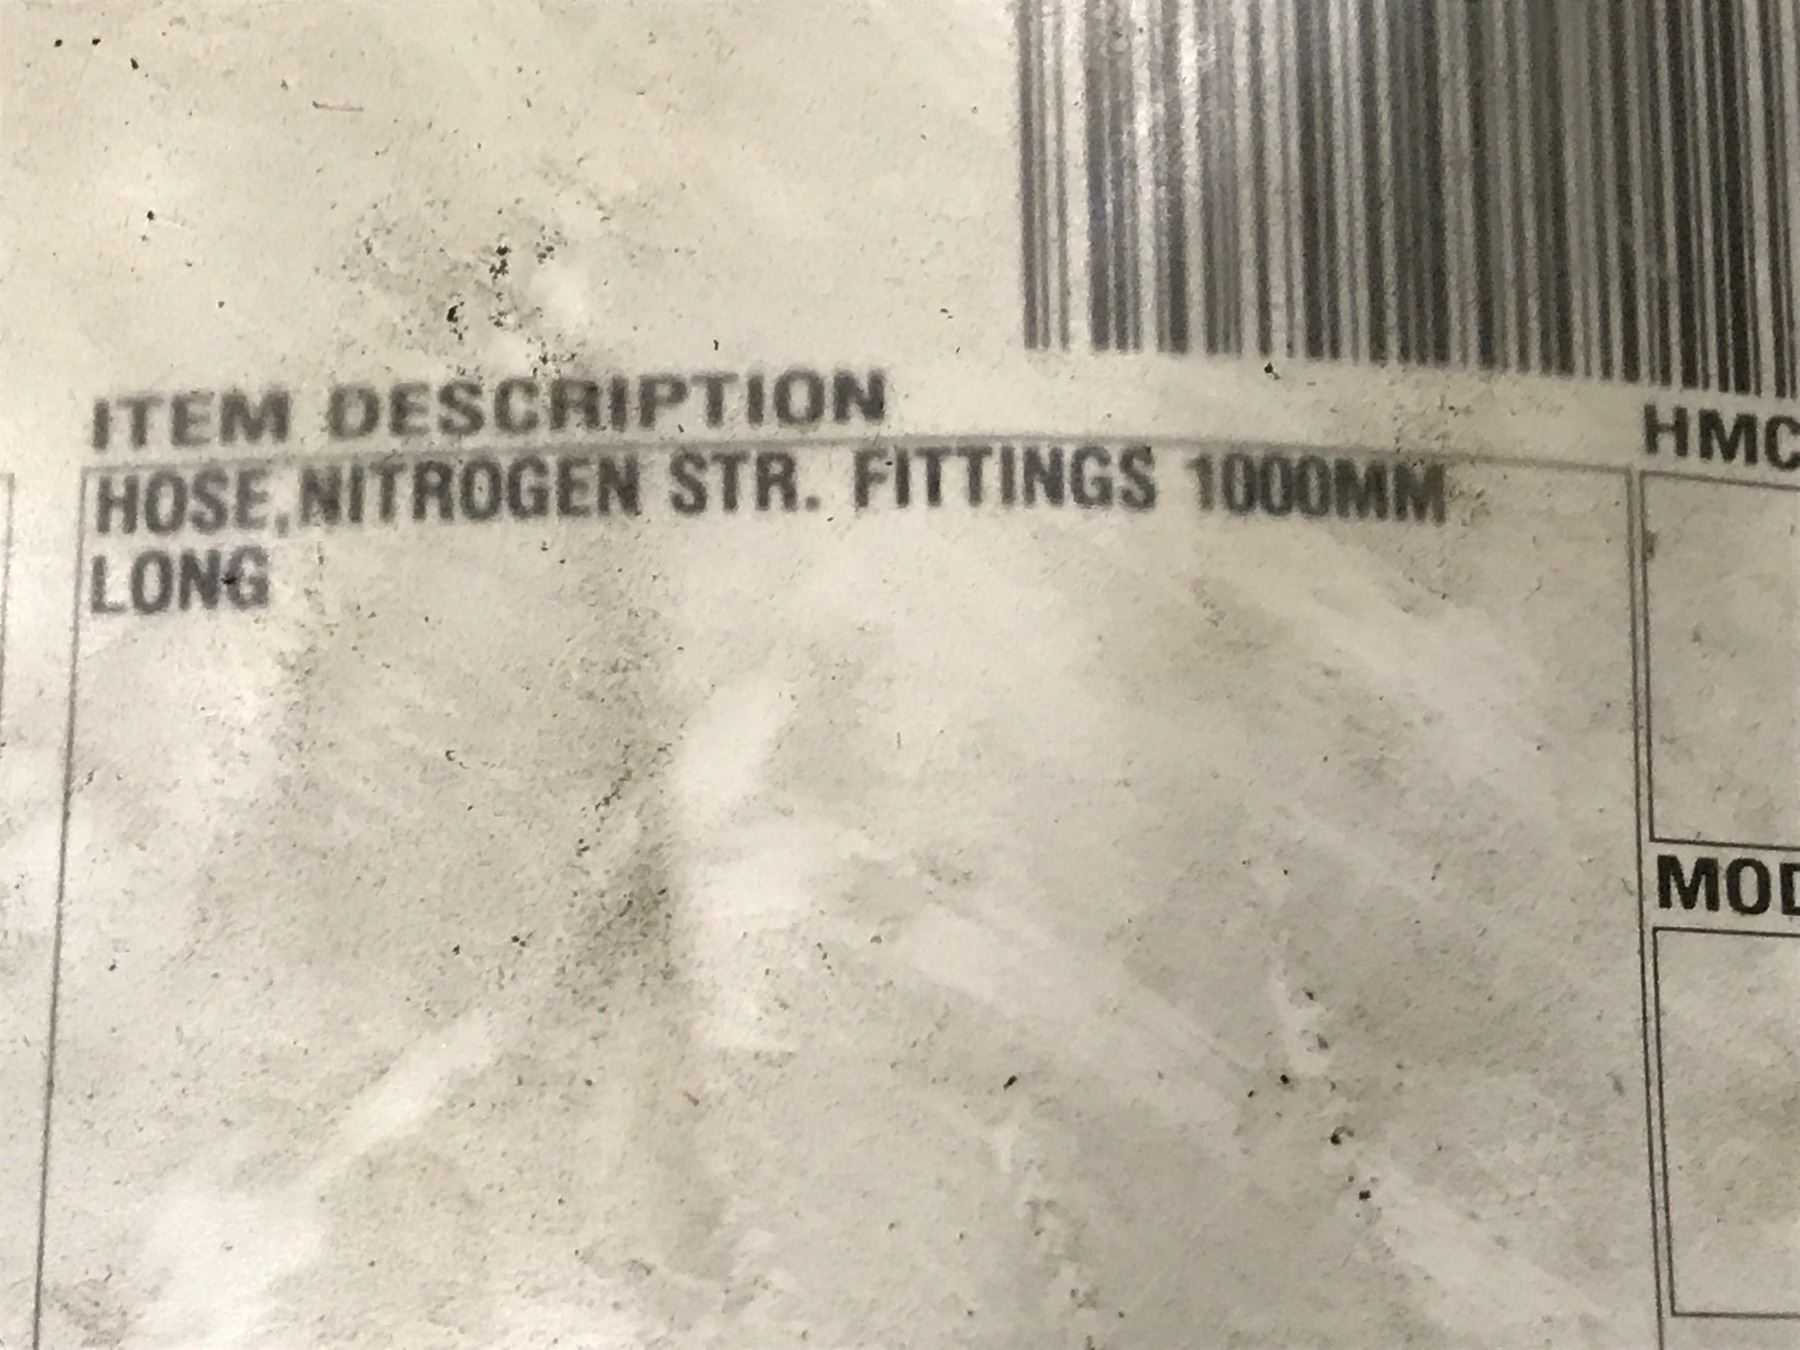 ITEM DESCRIPTION
HMC
HOSE,NITROGEN STR. FITTINGS 1000MM
LONG
MOD